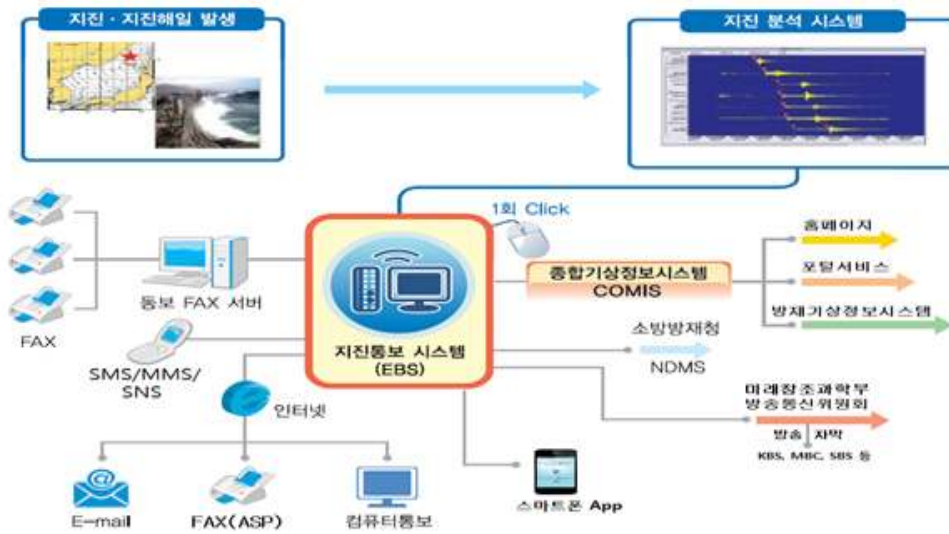 지진 · 지진해일 발생
지진 분석 시스템
1회 Click
홈페이지
종합기상정보시스템
COMIS
포털서비스
방재기상정보시스템
통보 FAX 서버
FAX
지진통보 시스템
(EBS)
소방방재청
NDMS
SMS/MMS/
SNS
인터넷
미래창조과학부
방송통신위원회
방송 자막
KBS, MBC, SBS 등
E-mail
FAX(ASP)
컴퓨터통보
스마트폰 App